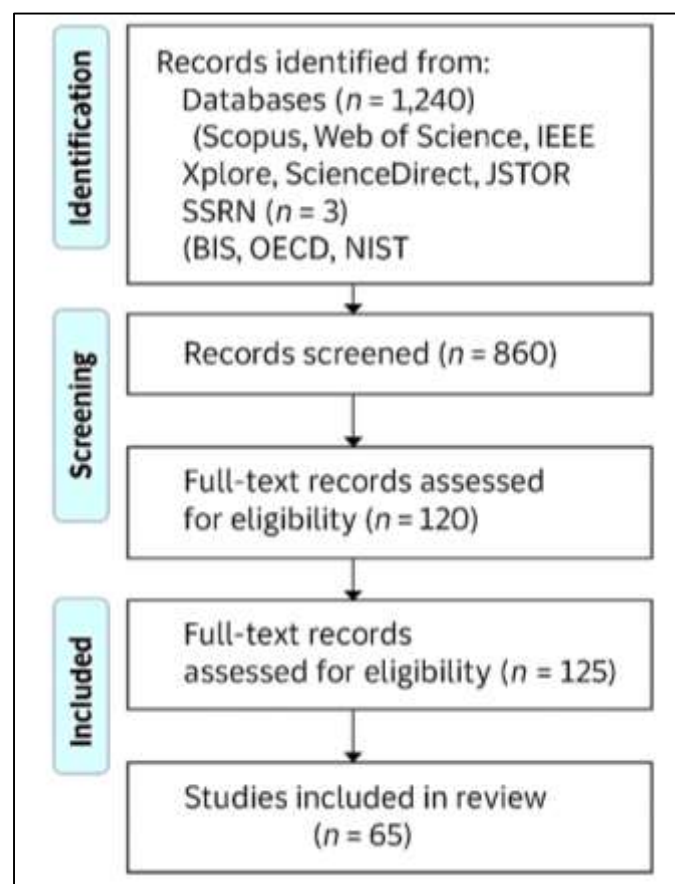 Identification
Records identified from:
Databases (n = 1,240)
(Scopus, Web of Science, IEEE
Xplore, ScienceDirect, JSTOR
SSRN (n = 3)
(BIS, OECD, NIST
Screening
Records screened (n = 860)
Full-text records assessed
for eligibility (n = 120)
Included
Full-text records
assessed for eligibility (n = 125)
Studies included in review
(n = 65)